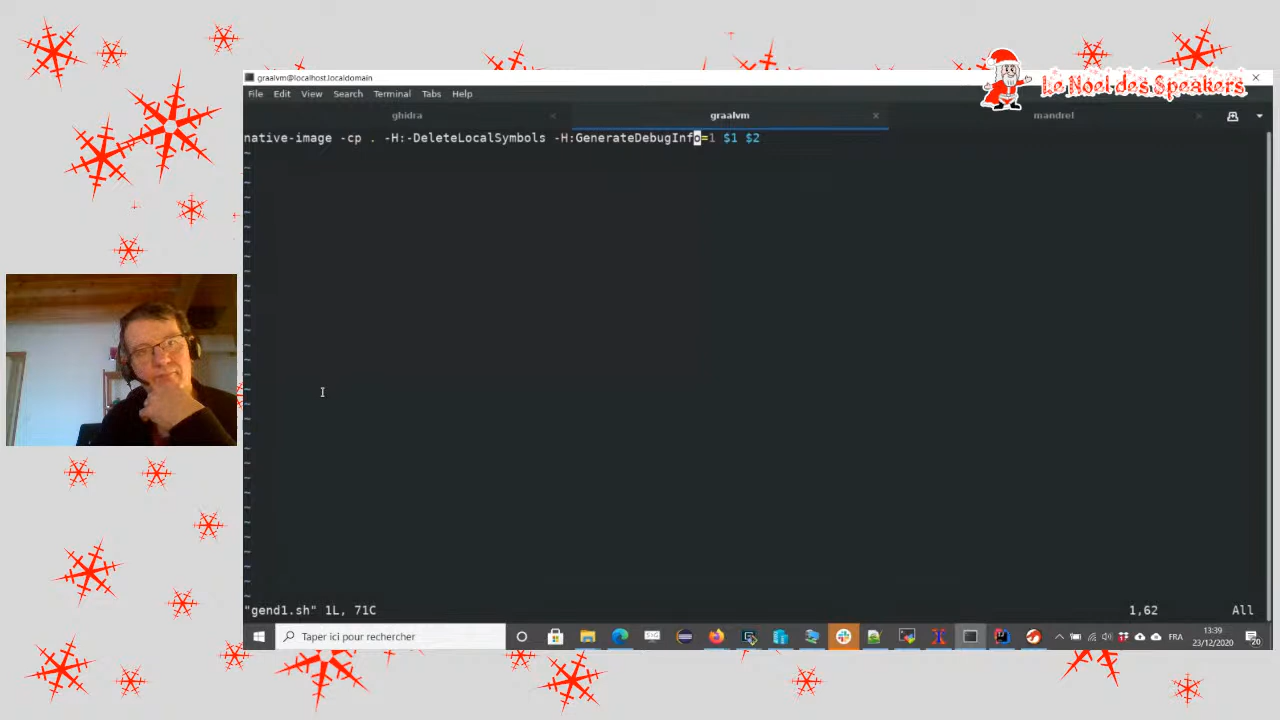 Le Noel des Speakers
graalvm@localhost.localdomain
File Edit View Search Terminal Tabs Help
ghidra graalvm mandrel
native-image -cp . -H:-DeleteLocalSymbols -H:GenerateDebugInfo=1 $1 $2
"gend1.sh" 1L, 71C 1,62 All
Taper ici pour rechercher
FRA
13:39
23/12/2020
20